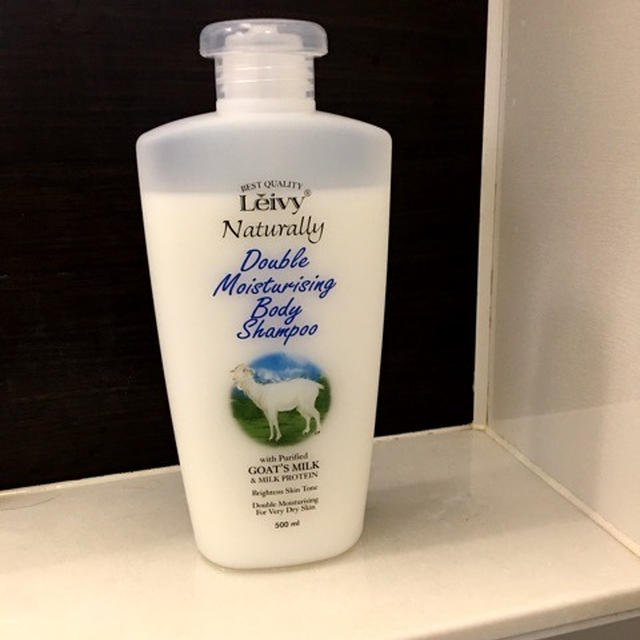 BEST QUALITY
Lĕivy®
Naturally
Double
Moisturising
Body
Shampoo
with Purified
GOAT'S MILK
& MILK PROTEIN
Brightens Skin Tone
Double Moisturising
For Very Dry Skin
500 ml